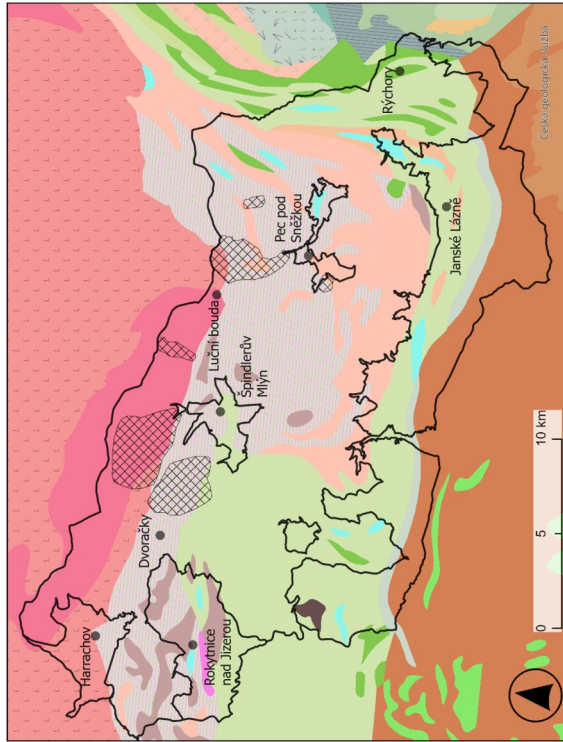 Harrachov
Dvoračky
Rokytnice
nad Jizerou
Luční bouda
Špindlerův
Mlýn
Pec pod
Sněžkou
Rýchory
Janské Lázně
0
5
10 km
Česká geologická služba